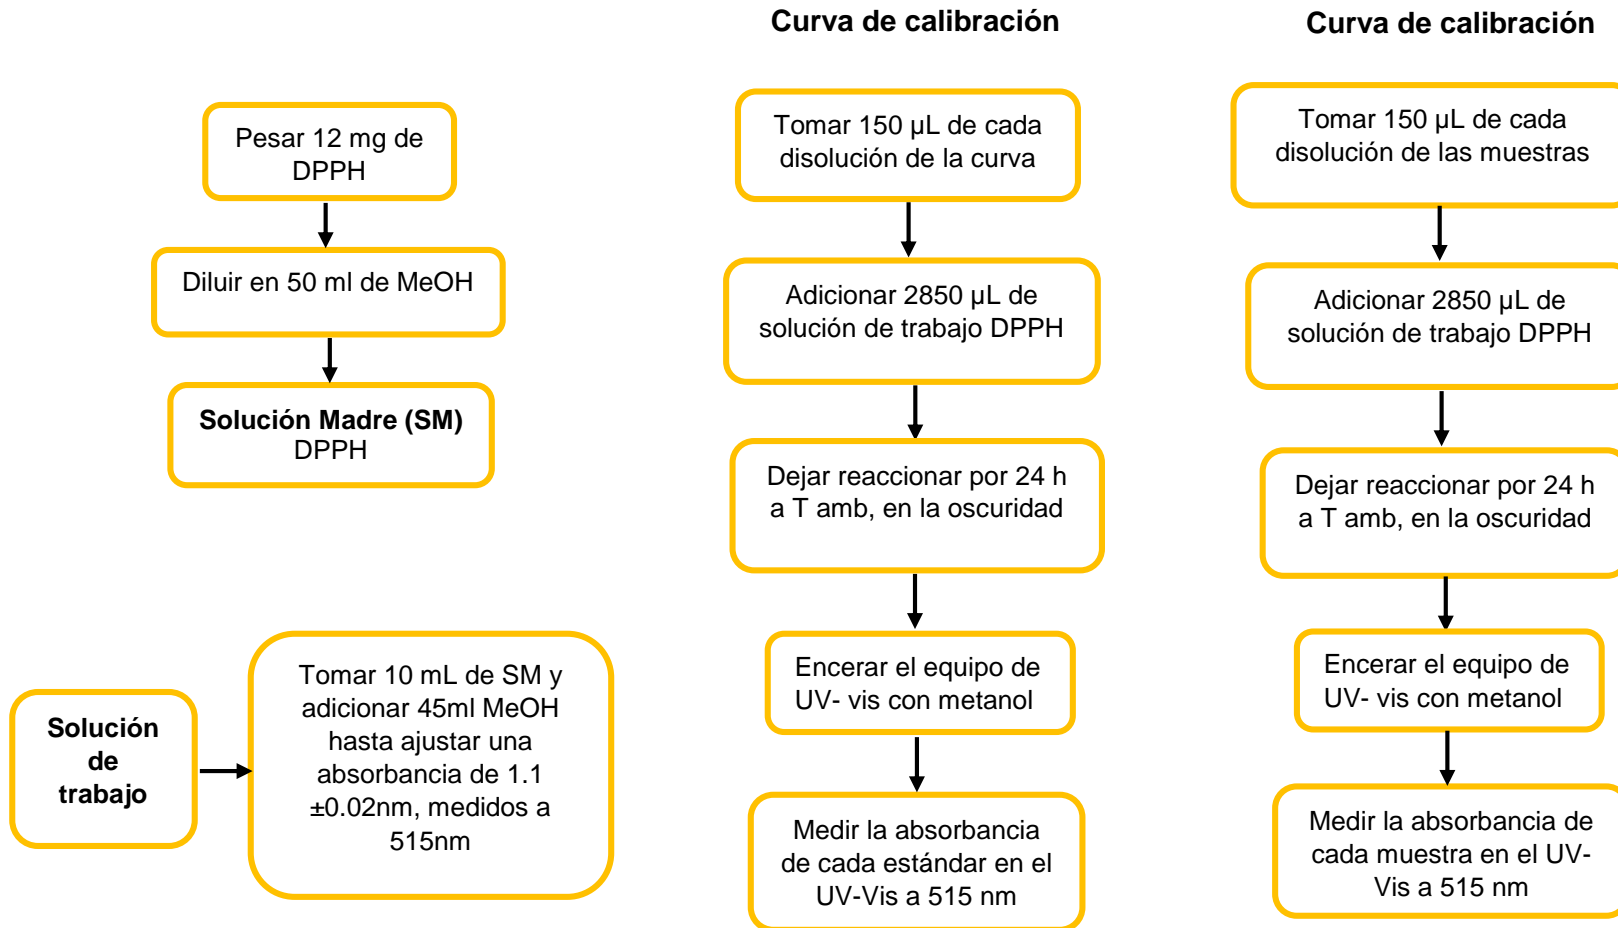 Pesar 12 mg de
DPPH
Diluir en 50 ml de MeOH
Solución Madre (SM)
DPPH
Solución
de
trabajo
Tomar 10 mL de SM y
adicionar 45ml MeOH
hasta ajustar una
absorbancia de 1.1
±0.02nm, medidos a
515nm
Curva de calibración
Tomar 150 µL de cada
disolución de la curva
Adicionar 2850 µL de
solución de trabajo DPPH
Dejar reaccionar por 24 h
a T amb, en la oscuridad
Encerar el equipo de
UV- vis con metanol
Medir la absorbancia
de cada estándar en el
UV-Vis a 515 nm
Curva de calibración
Tomar 150 µL de cada
disolución de las muestras
Adicionar 2850 µL de
solución de trabajo DPPH
Dejar reaccionar por 24 h
a T amb, en la oscuridad
Encerar el equipo de
UV- vis con metanol
Medir la absorbancia de
cada muestra en el UV-
Vis a 515 nm